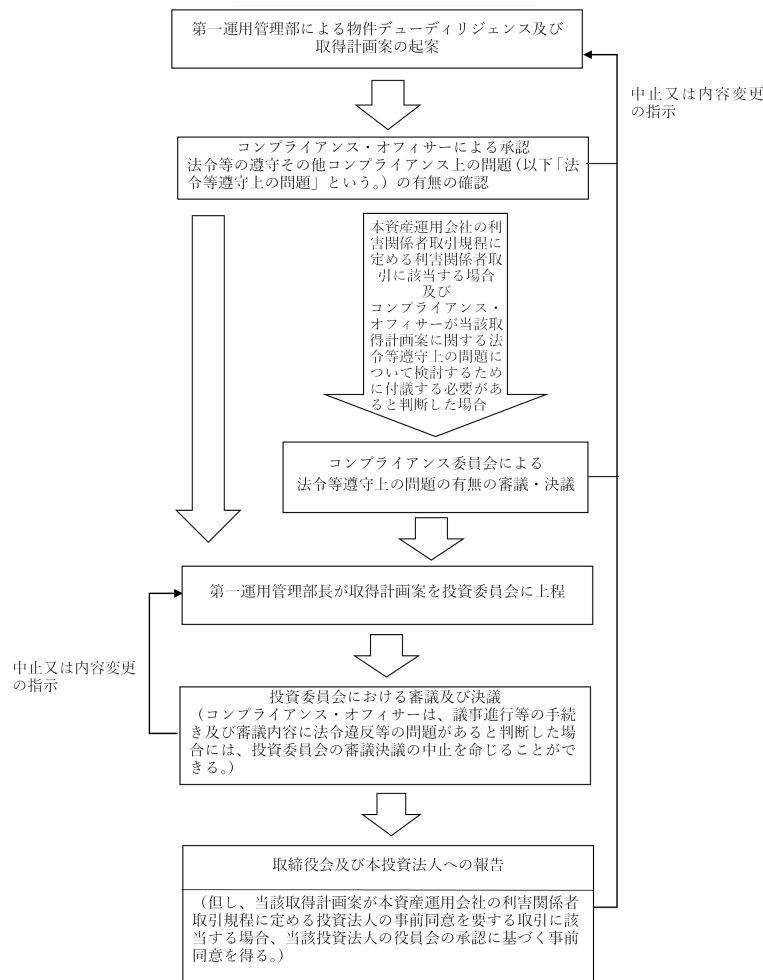 第一運用管理部による物件デューディリジェンス及び
取得計画案の起案
中止又は内容変更
の指示
コンプライアンス・オフィサーによる承認
法令等の遵守その他コンプライアンス上の問題(以下「法
令等遵守上の問題」という。)の有無の確認
本資産運用会社の利
害関係者取引規程に
定める利害関係者取
引に該当する場合
及び
コンプライアンス・
オフィサーが当該取
得計画案に関する法
令等遵守上の問題に
ついて検討するため
に付議する必要があ
ると判断した場合
コンプライアンス委員会による
法令等遵守上の問題の有無の審議・決議
第一運用管理部長が取得計画案を投資委員会に上程
中止又は内容変更
の指示
投資委員会における審議及び決議
(コンプライアンス・オフィサーは、議事進行等の手続
き及び審議内容に法令違反等の問題があると判断した場
合には、投資委員会の審議決議の中止を命じることがで
きる。)
取締役会及び本投資法人への報告
(但し、当該取得計画案が本資産運用会社の利害関係者
取引規程に定める投資法人の事前同意を要する取引に該
当する場合、当該投資法人の役員会の承認に基づく事前
同意を得る。)